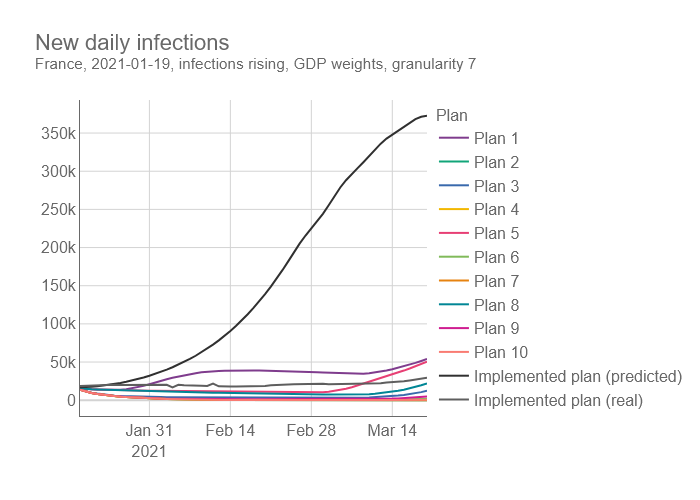 New daily infections
France, 2021-01-19, infections rising, GDP weights, granularity 7
350k
300k
250k
200k
150k
100k
50k
0
Jan 31
2021
Feb 14
Feb 28
Mar 14
Plan
Plan 1
Plan 2
Plan 3
Plan 4
Plan 5
Plan 6
Plan 7
Plan 8
Plan 9
Plan 10
Implemented plan (predicted)
Implemented plan (real)